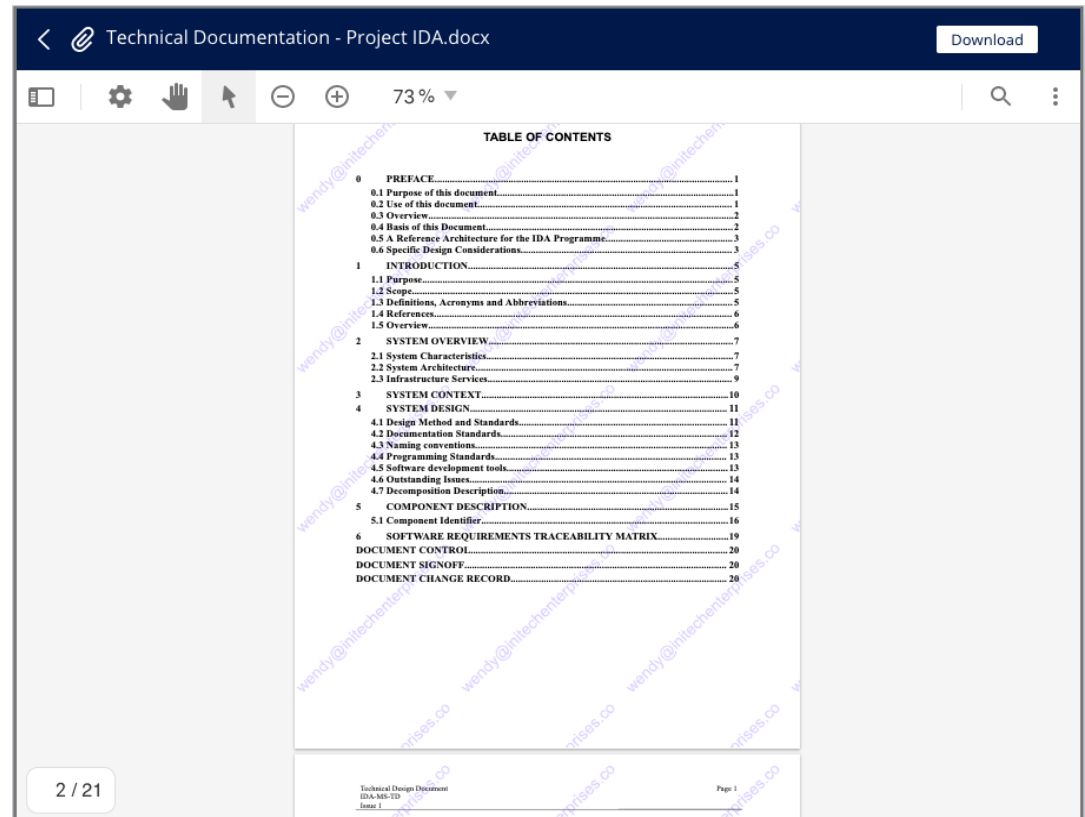 Technical Documentation - Project IDA.docx
Download
73 %
TABLE OF CONTENTS
0 PREFACE 1
0.1 Purpose of this document 1
0.2 Use of this document 1
0.3 Overview 2
0.4 Basis of this Document 2
0.5 A Reference Architecture for the IDA Programme 3
0.6 Specific Design Considerations 3
1 INTRODUCTION 5
1.1 Purpose 5
1.2 Scope 5
1.3 Definitions, Acronyms and Abbreviations 5
1.4 References 6
1.5 Overview 6
2 SYSTEM OVERVIEW 7
2.1 System Characteristics 7
2.2 System Architecture 7
2.3 Infrastructure Services 9
3 SYSTEM CONTEXT 10
4 SYSTEM DESIGN 11
4.1 Design Method and Standards 11
4.2 Documentation Standards 12
4.3 Naming conventions 13
4.4 Programming Standards 13
4.5 Software development tools 13
4.6 Outstanding Issues 14
4.7 Decomposition Description 14
5 COMPONENT DESCRIPTION 15
5.1 Component Identifier 16
6 SOFTWARE REQUIREMENTS TRACEABILITY MATRIX 19
DOCUMENT CONTROL 20
DOCUMENT SIGNOFF 20
DOCUMENT CHANGE RECORD 20
wendy@initechenterprises.co
2 / 21
Technical Design Document Page 1
IDA-MS-TD
Issue 1